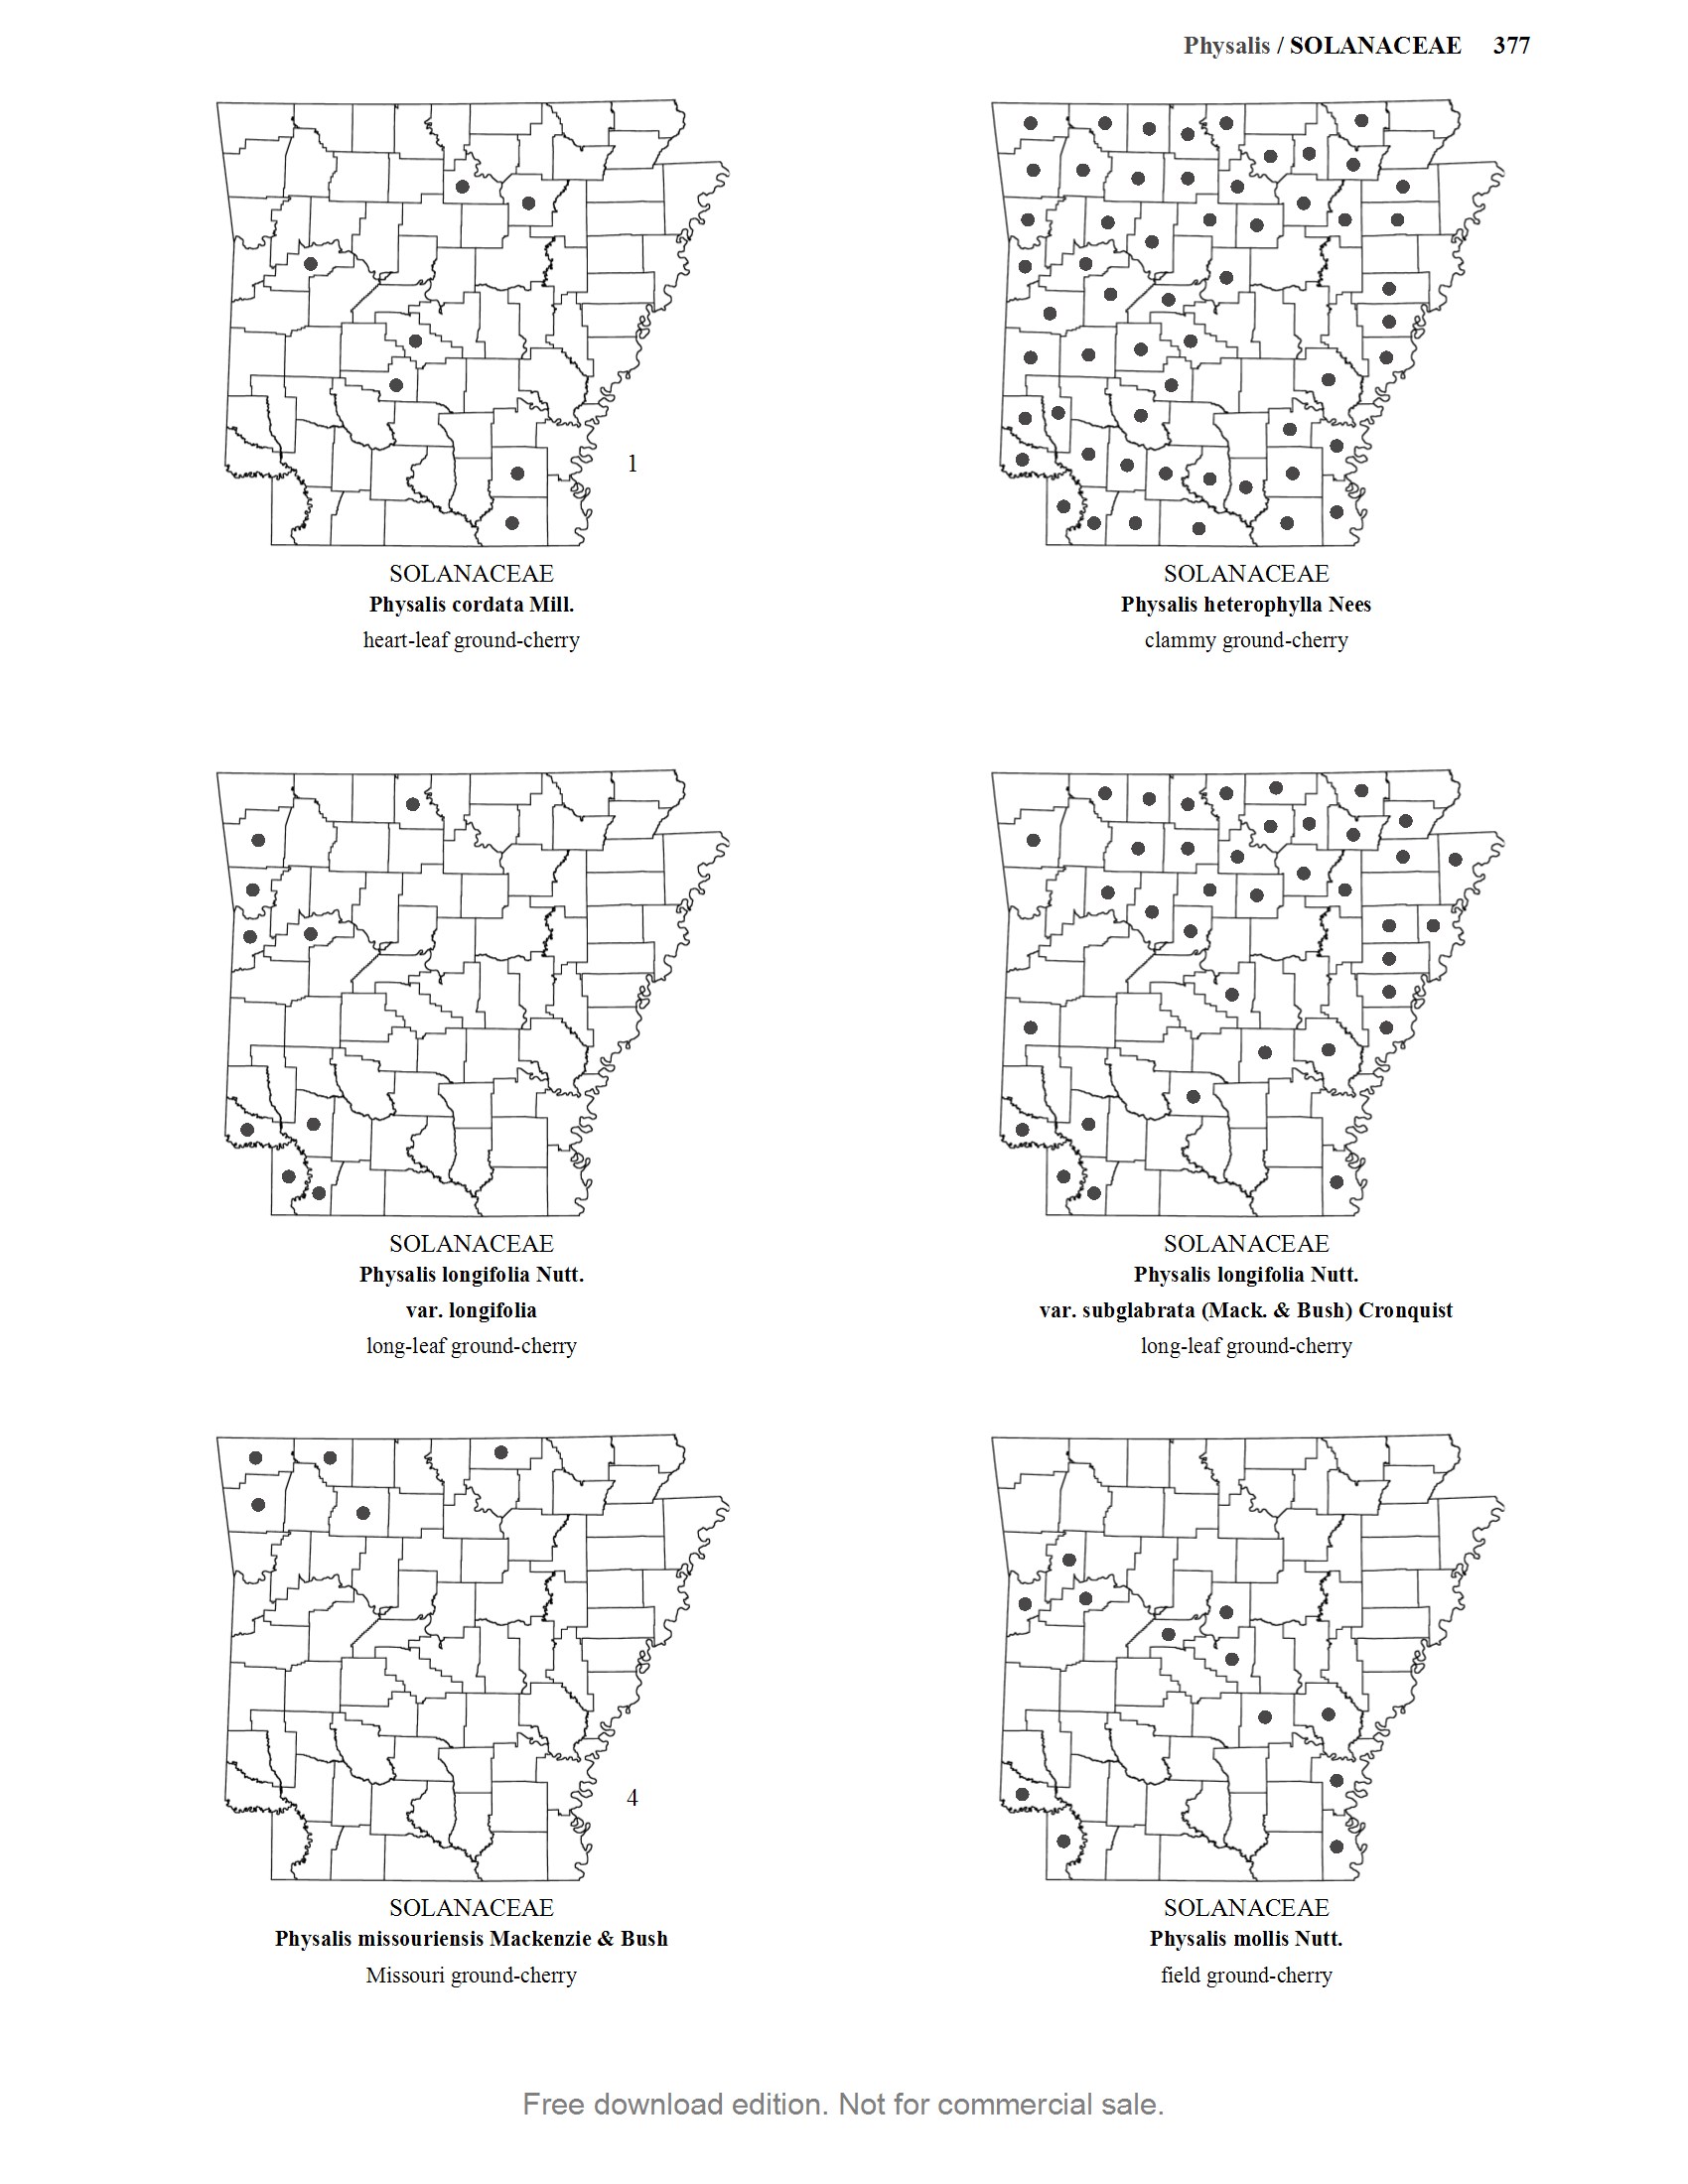 Physalis / SOLANACEAE 377
1
SOLANACEAE
Physalis cordata Mill.
heart-leaf ground-cherry
SOLANACEAE
Physalis heterophylla Nees
clammy ground-cherry
SOLANACEAE
Physalis longifolia Nutt.
var. longifolia
long-leaf ground-cherry
SOLANACEAE
Physalis longifolia Nutt.
var. subglabrata (Mack. & Bush) Cronquist
long-leaf ground-cherry
4
SOLANACEAE
Physalis missouriensis Mackenzie & Bush
Missouri ground-cherry
SOLANACEAE
Physalis mollis Nutt.
field ground-cherry
Free download edition. Not for commercial sale.